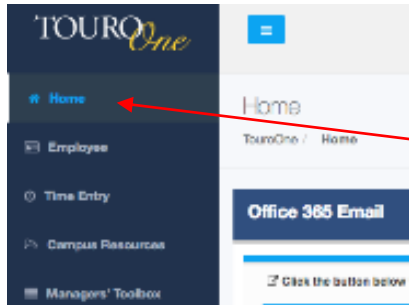 TOURO One
Home
Employee
Time Entry
Campus Resources
Managers' Toolbox
Home
TouroOne / Home
Office 365 Email
Click the button below